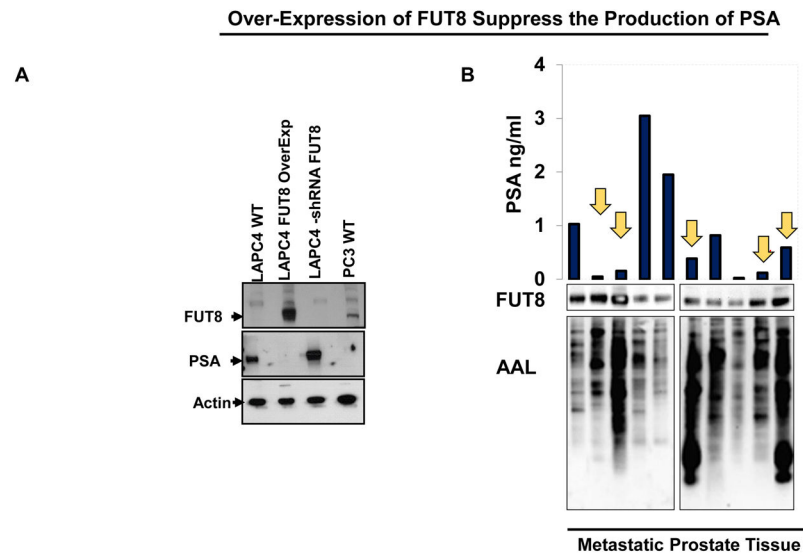 Over-Expression of FUT8 Suppress the Production of PSA
A
B
LAPC4 WT
LAPC4 FUT8 OverExp
LAPC4 -shRNA FUT8
PC3 WT
FUT8
PSA
Actin
PSA ng/ml
4
3
2
1
0
FUT8
AAL
Metastatic Prostate Tissue